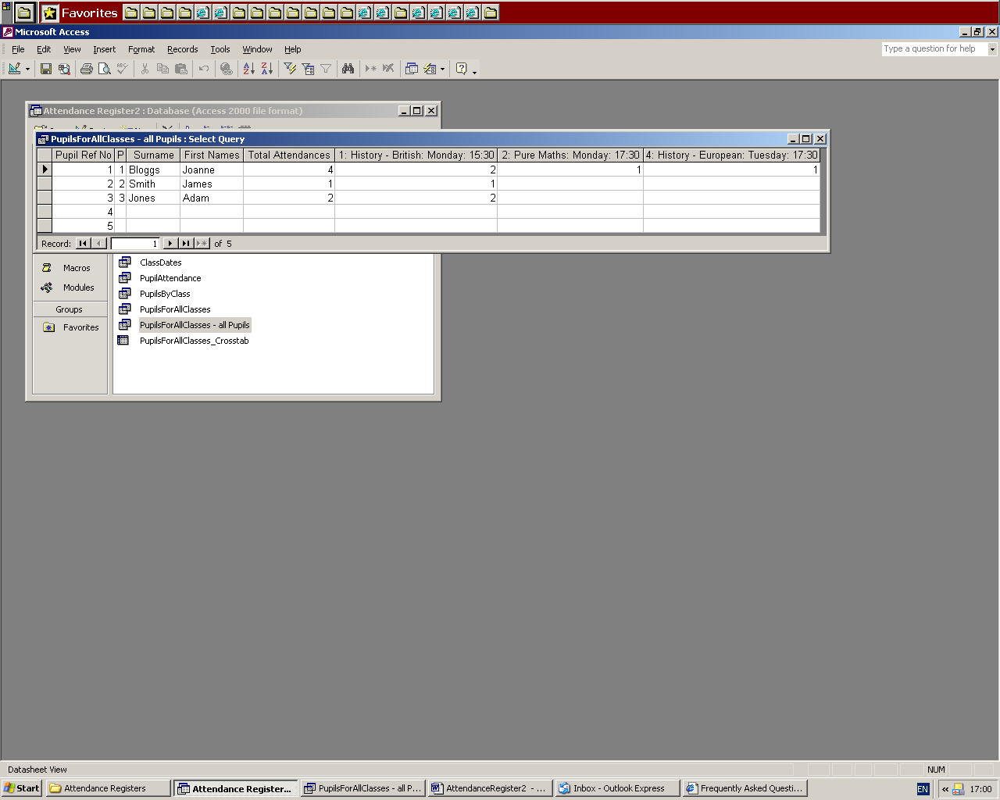 Favorites
Microsoft Access
File Edit View Insert Format Records Tools Window Help
Type a question for help
Attendance Register2 : Database (Access 2000 file format)
PupilsForAllClasses - all Pupils : Select Query
Pupil Ref No P Surname First Names Total Attendances 1: History - British: Monday: 15:30 2: Pure Maths: Monday: 17:30 4: History - European: Tuesday: 17:30
1 1 Bloggs Joanne 4 2 1 1
2 2 Smith James 1 1
3 3 Jones Adam 2 2
4
5
Record: 1 of 5
ClassDates
Macros
PupilAttendance
Modules
PupilsByClass
Groups
PupilsForAllClasses
Favorites
PupilsForAllClasses - all Pupils
PupilsForAllClasses_Crosstab
Datasheet View
NUM
Start Attendance Registers Attendance Register... PupilsForAllClasses - all P... AttendanceRegister2 - ... Inbox - Outlook Express Frequently Asked Questi... EN « 17:00